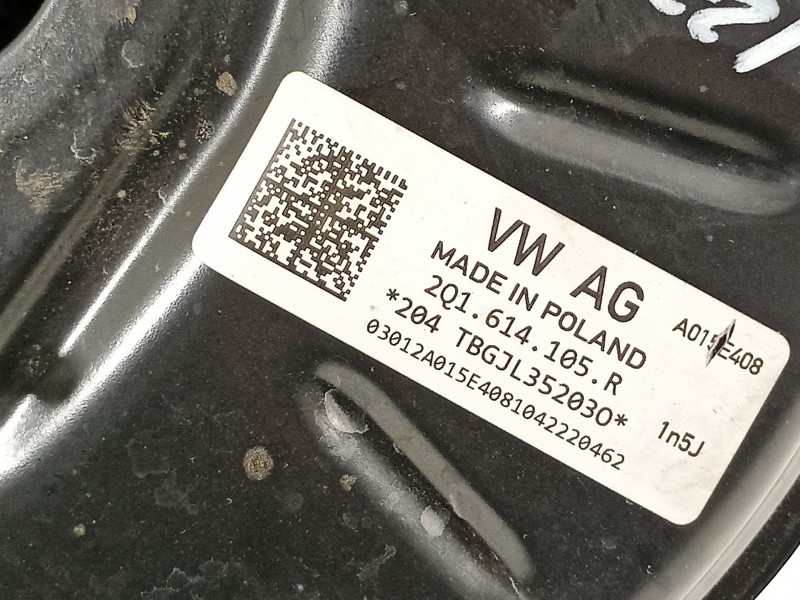 VW AG
MADE IN POLAND
2Q1.614.105.R
*204 TBGJL352030*
03012A015E4081042220462
A015E408
1n5J